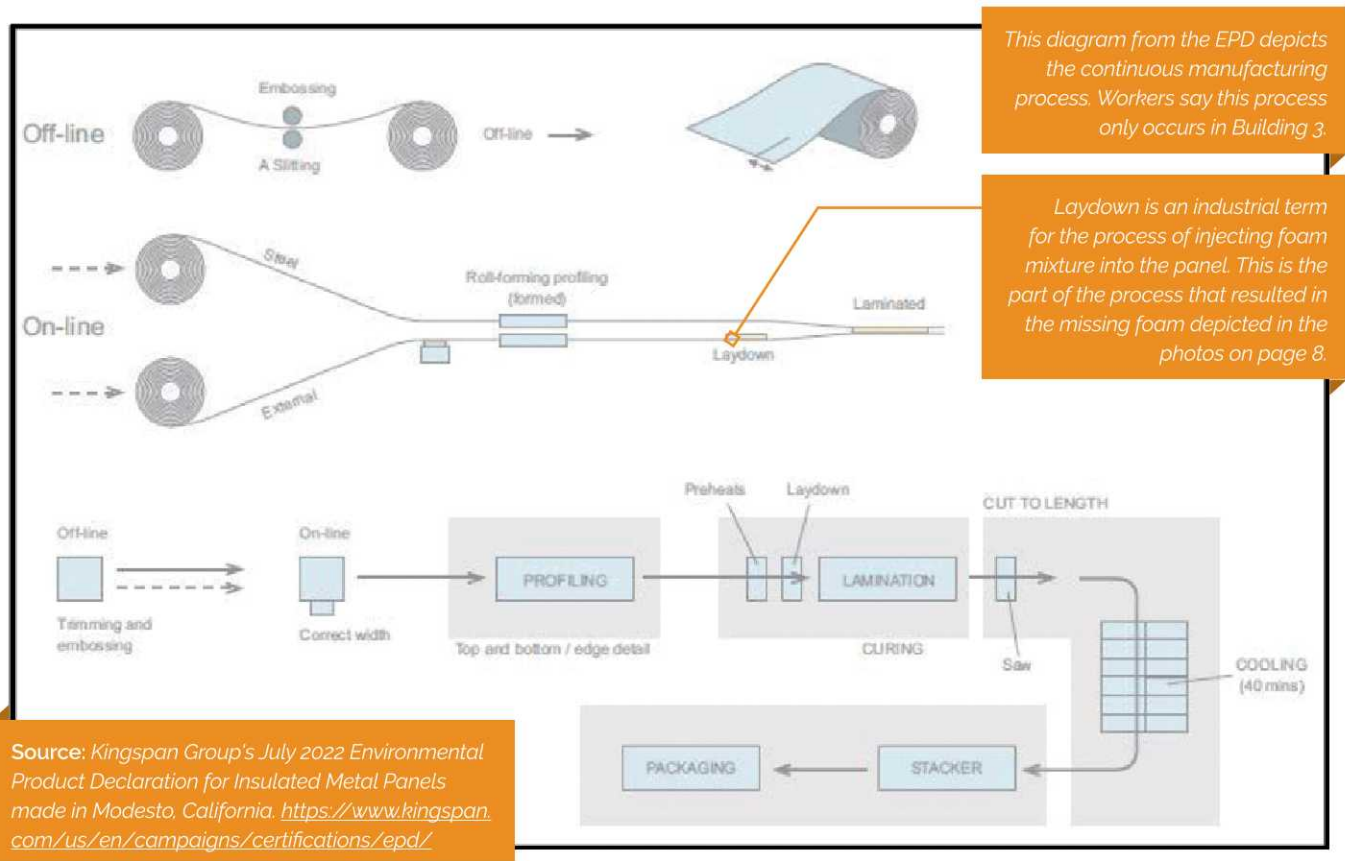 This diagram from the EPD depicts
the continuous manufacturing
process. Workers say this process
only occurs in Building 3.
Embossing
Off-line
Off-line
A Slitting
Laydown is an industrial term
for the process of injecting foam
mixture into the panel. This is the
part of the process that resulted in
the missing foam depicted in the
photos on page 8.
Steel
Roll-forming profiling
(formed)
Laminated
On-line
Laydown
External
Preheats
Laydown
CUT TO LENGTH
Off-line
On-line
PROFILING
LAMINATION
Trimming and
embossing
Correct width
Top and bottom / edge detail
CURING
Saw
COOLING
(40 mins)
PACKAGING
STACKER
Source: Kingspan Group's July 2022 Environmental
Product Declaration for Insulated Metal Panels
made in Modesto, California. https://www.kingspan.
com/us/en/campaigns/certifications/epd/